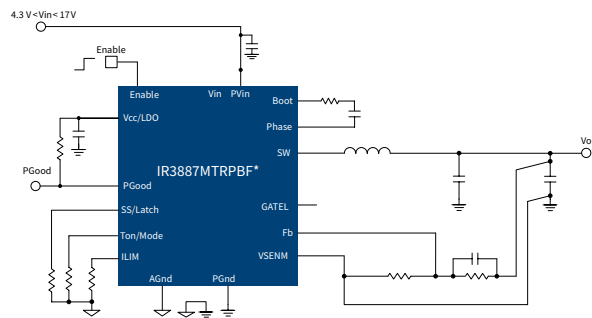 4.3 V<Vin<17V
Enable
Enable
Vin
PVin
Boot
Vcc/LDO
Phase
Vo
SW
IR3887MTRPBF*
PGood
PGood
SS/Latch
GATEL
Ton/Mode
Fb
ILIM
VSENM
AGnd
PGnd